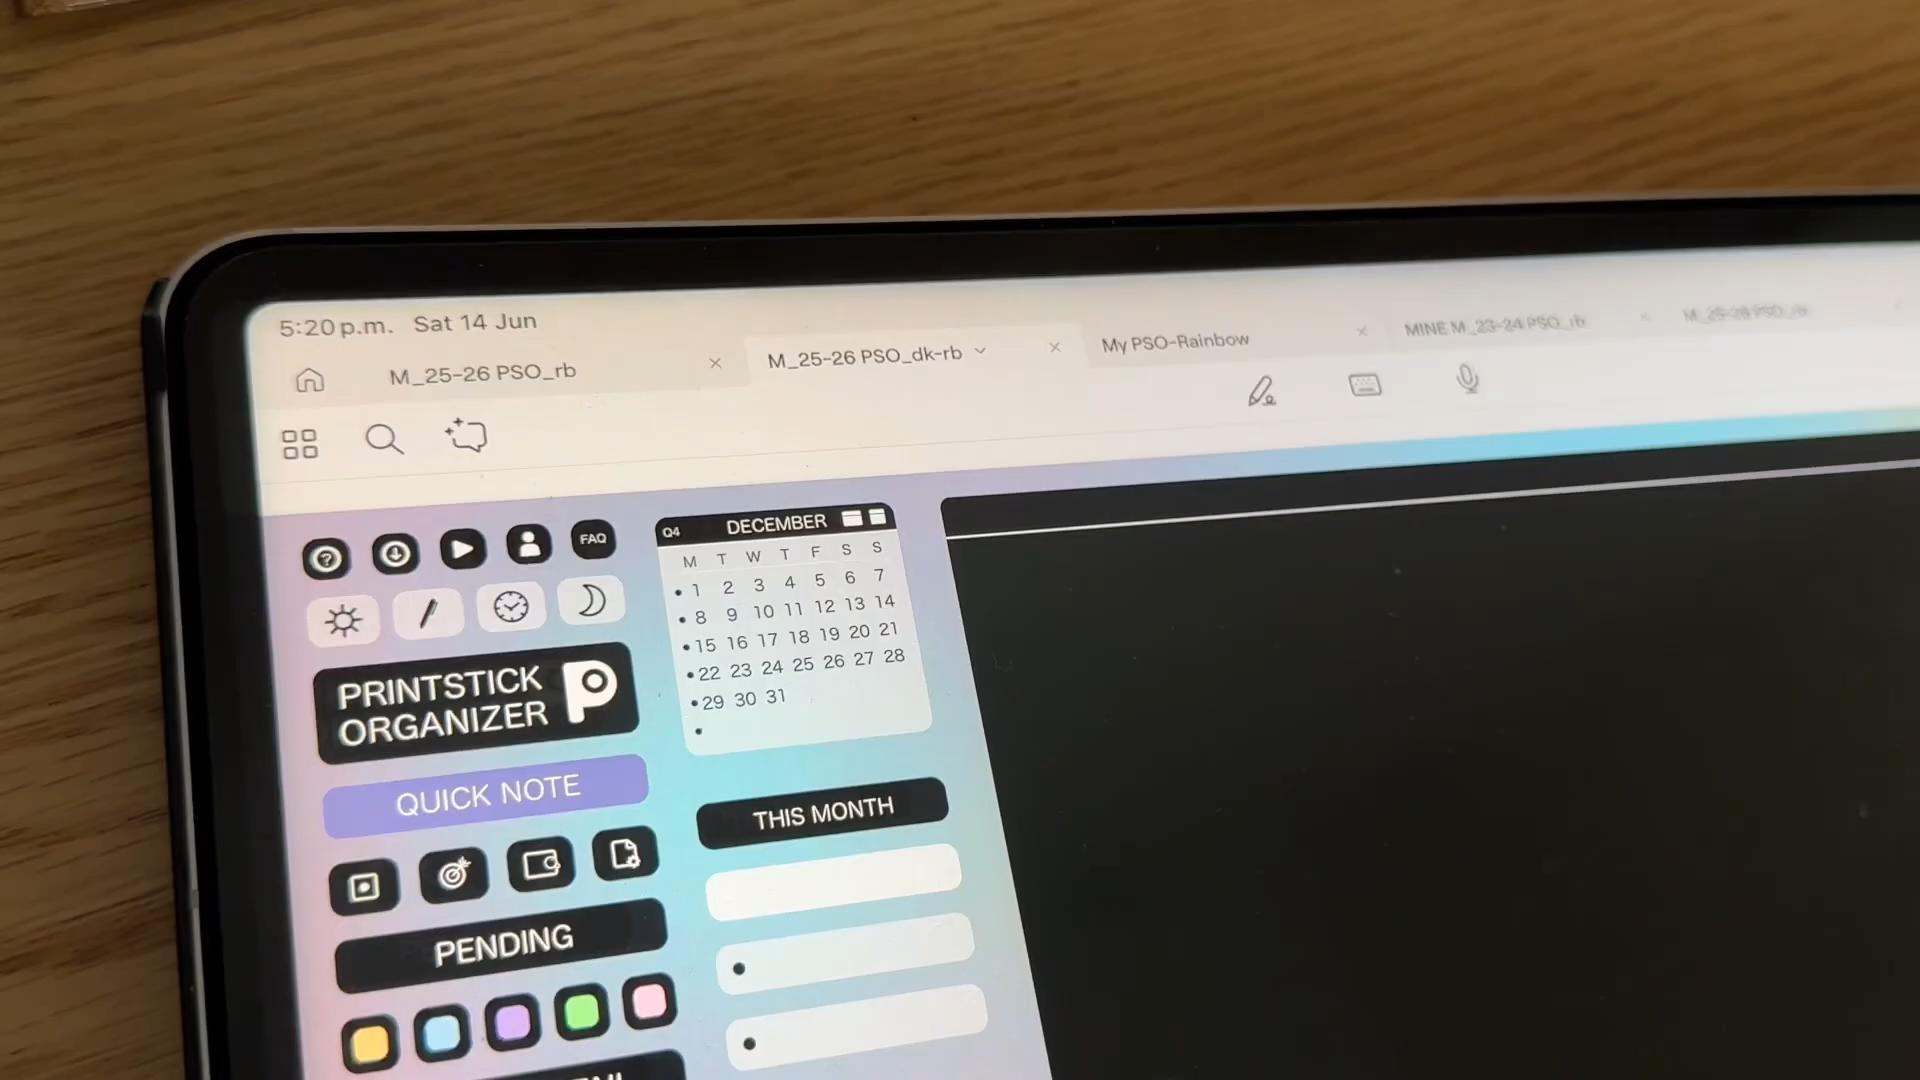 5:20 p.m. Sat 14 Jun
M_25-26 PSO_rb
M_25-26 PSO_dk-rb
My PSO-Rainbow
MINE M_23-24 PSO_rb
FAQ
PRINTSTICK
ORGANIZER
QUICK NOTE
PENDING
Q4 DECEMBER
M T W T F S S
• 1 2 3 4 5 6 7
• 8 9 10 11 12 13 14
• 15 16 17 18 19 20 21
• 22 23 24 25 26 27 28
• 29 30 31
•
THIS MONTH
•
•